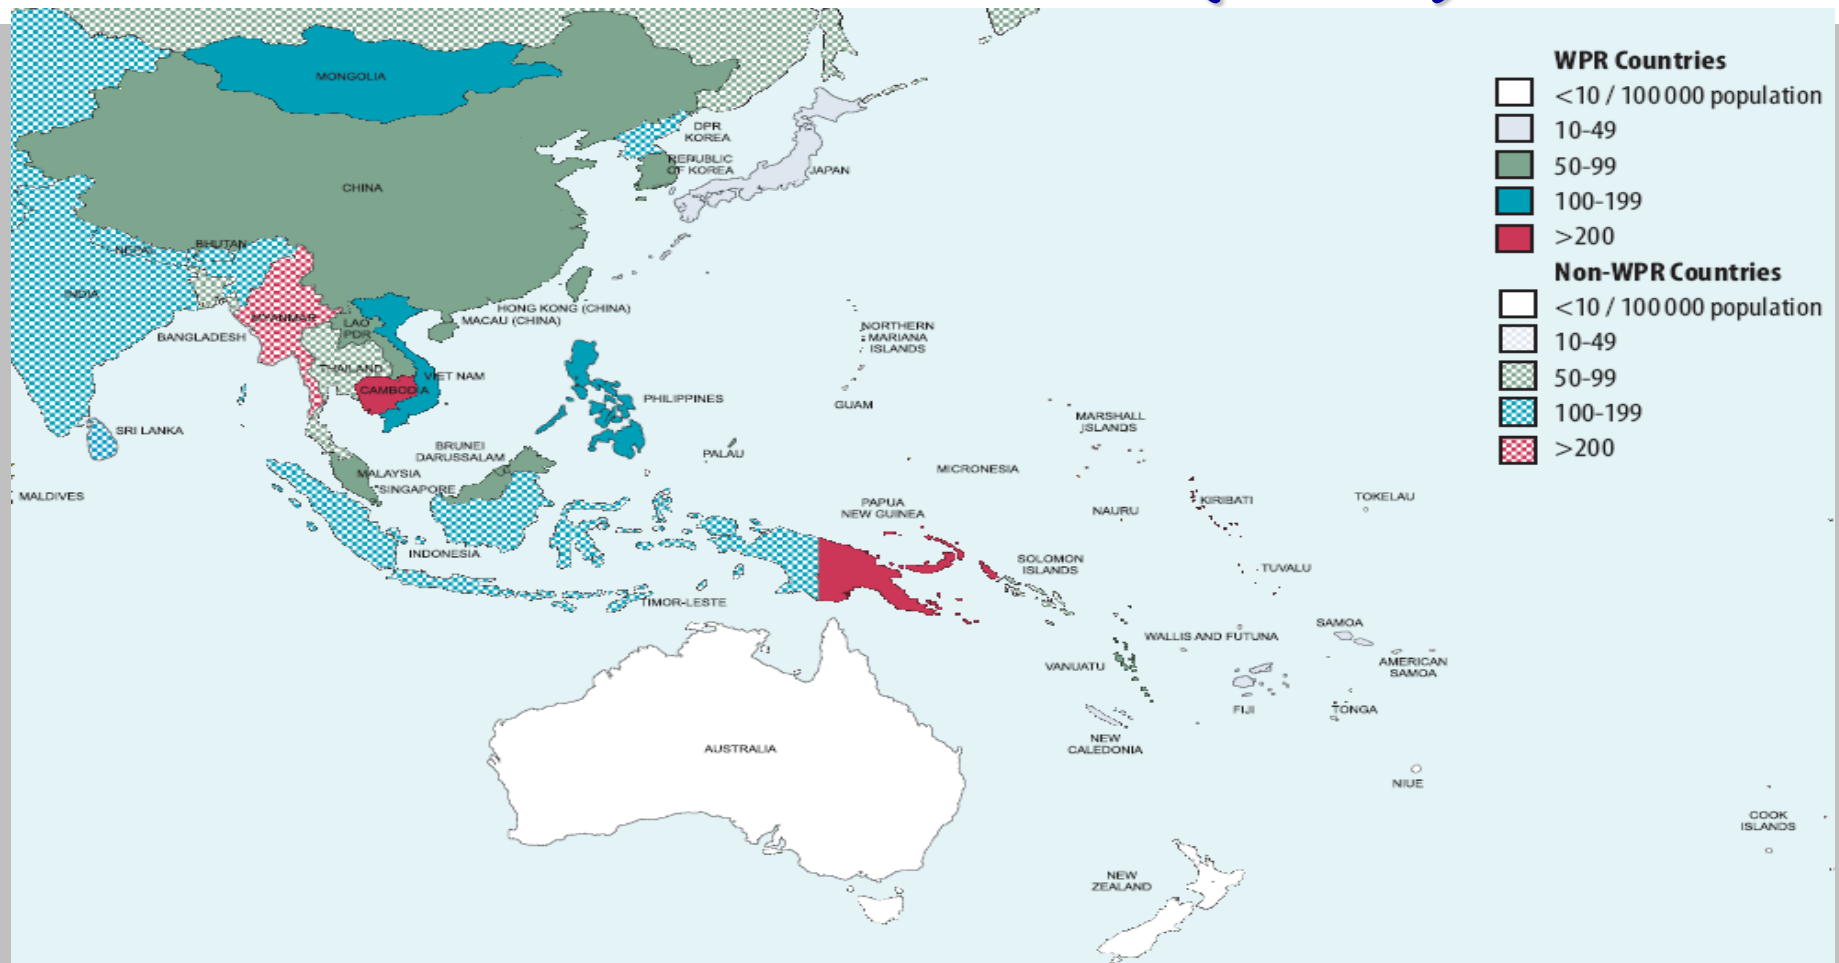 WPR Countries
<10 / 100 000 population
10-49
50-99
100-199
>200
Non-WPR Countries
<10 / 100 000 population
10-49
50-99
100-199
>200
MONGOLIA
DPR
KOREA
REPUBLIC
OF KOREA
JAPAN
CHINA
NEPAL
BHUTAN
INDIA
MYANMAR
BANGLADESH
HONG KONG (CHINA)
MACAU (CHINA)
LAO
PDR
THAILAND
VIET NAM
CAMBODIA
NORTHERN
MARIANA
ISLANDS
PHILIPPINES
GUAM
MARSHALL
ISLANDS
SRI LANKA
BRUNEI
DARUSSALAM
PALAU
MALAYSIA
SINGAPORE
MICRONESIA
MALDIVES
PAPUA
NEW GUINEA
NAURU
KIRIBATI
TOKELAU
INDONESIA
SOLOMON
ISLANDS
TUVALU
TIMOR-LESTE
WALLIS AND FUTUNA
SAMOA
VANUATU
AMERICAN
SAMOA
FIJI
TONGA
NEW
CALEDONIA
AUSTRALIA
NIUE
COOK
ISLANDS
NEW
ZEALAND